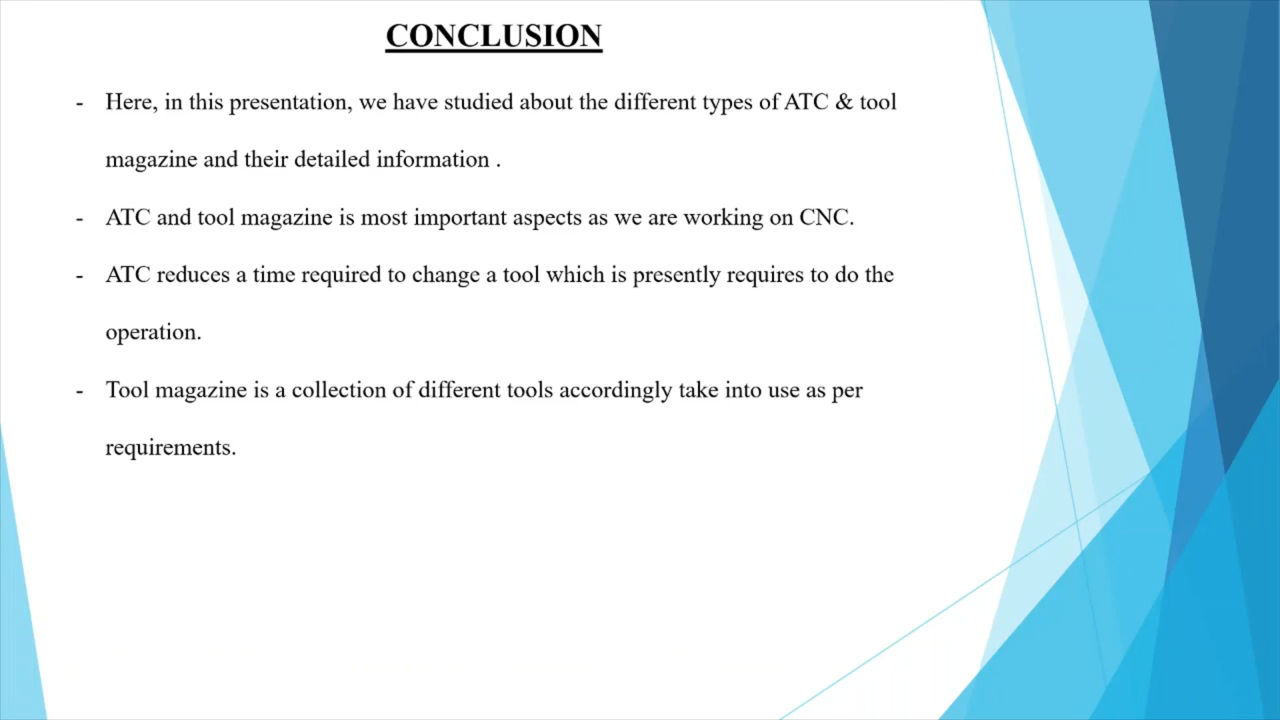 CONCLUSION
- Here, in this presentation, we have studied about the different types of ATC & tool
magazine and their detailed information .
- ATC and tool magazine is most important aspects as we are working on CNC.
- ATC reduces a time required to change a tool which is presently requires to do the
operation.
- Tool magazine is a collection of different tools accordingly take into use as per
requirements.